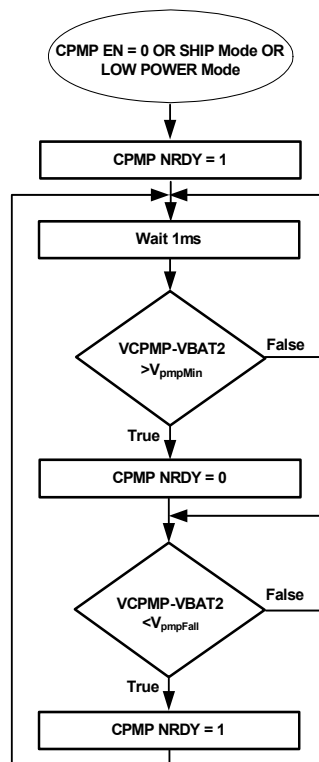 CPMP EN = 0 OR SHIP Mode OR
LOW POWER Mode
CPMP NRDY = 1
Wait 1ms
VCPMP-VBAT2
>VpmpMin
False
True
CPMP NRDY = 0
VCPMP-VBAT2
<VpmpFall
False
True
CPMP NRDY = 1